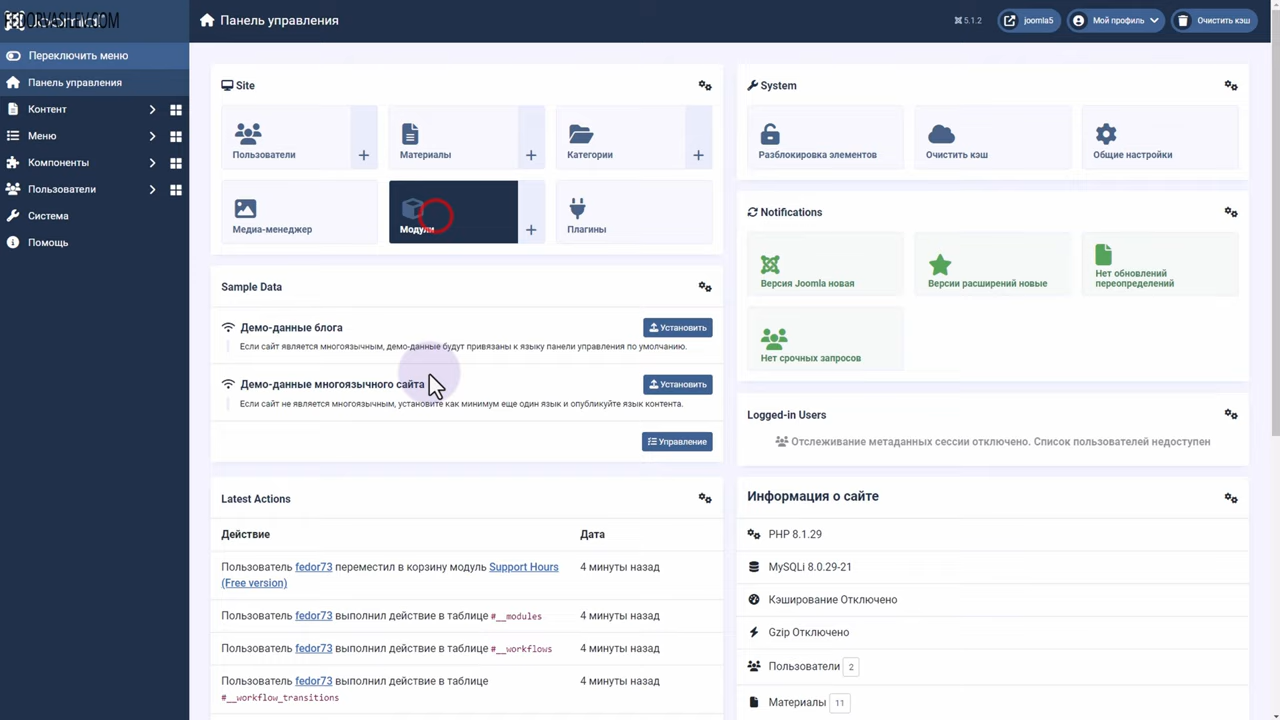 FEDORVASILEV.COM
Панель управления
5.1.2
joomla5
Мой профиль
Очистить кэш
Переключить меню
Панель управления
Контент
Меню
Компоненты
Пользователи
Система
Помощь
Site
Пользователи
Материалы
Категории
Медиа-менеджер
Модули
Плагины
Sample Data
Демо-данные блога
Установить
Если сайт является многоязычным, демо-данные будут привязаны к языку панели управления по умолчанию.
Демо-данные многоязычного сайта
Установить
Если сайт не является многоязычным, установите как минимум еще один язык и опубликуйте язык контента.
Управление
Latest Actions
Действие
Дата
Пользователь fedor73 переместил в корзину модуль Support Hours
(Free version)
4 минуты назад
Пользователь fedor73 выполнил действие в таблице #__modules
4 минуты назад
Пользователь fedor73 выполнил действие в таблице #__workflows
4 минуты назад
Пользователь fedor73 выполнил действие в таблице
#__workflow_transitions
4 минуты назад
System
Разблокировка элементов
Очистить кэш
Общие настройки
Notifications
Версия Joomla новая
Версии расширений новые
Нет обновлений
переопределений
Нет срочных запросов
Logged-in Users
Отслеживание метаданных сессии отключено. Список пользователей недоступен
Информация о сайте
PHP 8.1.29
MySQLi 8.0.29-21
Кэширование Отключено
Gzip Отключено
Пользователи 2
Материалы 11